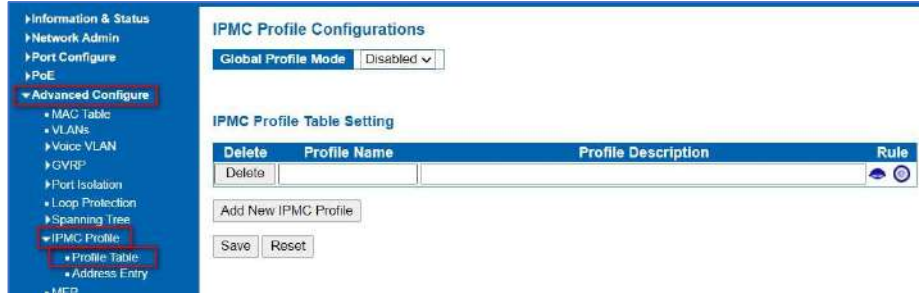 Information & Status
Network Admin
Port Configure
PoE
Advanced Configure
MAC Table
VLANs
Voice VLAN
GVRP
Port Isolation
Loop Protection
Spanning Tree
IPMC Profile
Profile Table
Address Entry
MEP
IPMC Profile Configurations
Global Profile Mode Disabled
IPMC Profile Table Setting
Delete Profile Name Profile Description Rule
Delete
Add New IPMC Profile
Save Reset